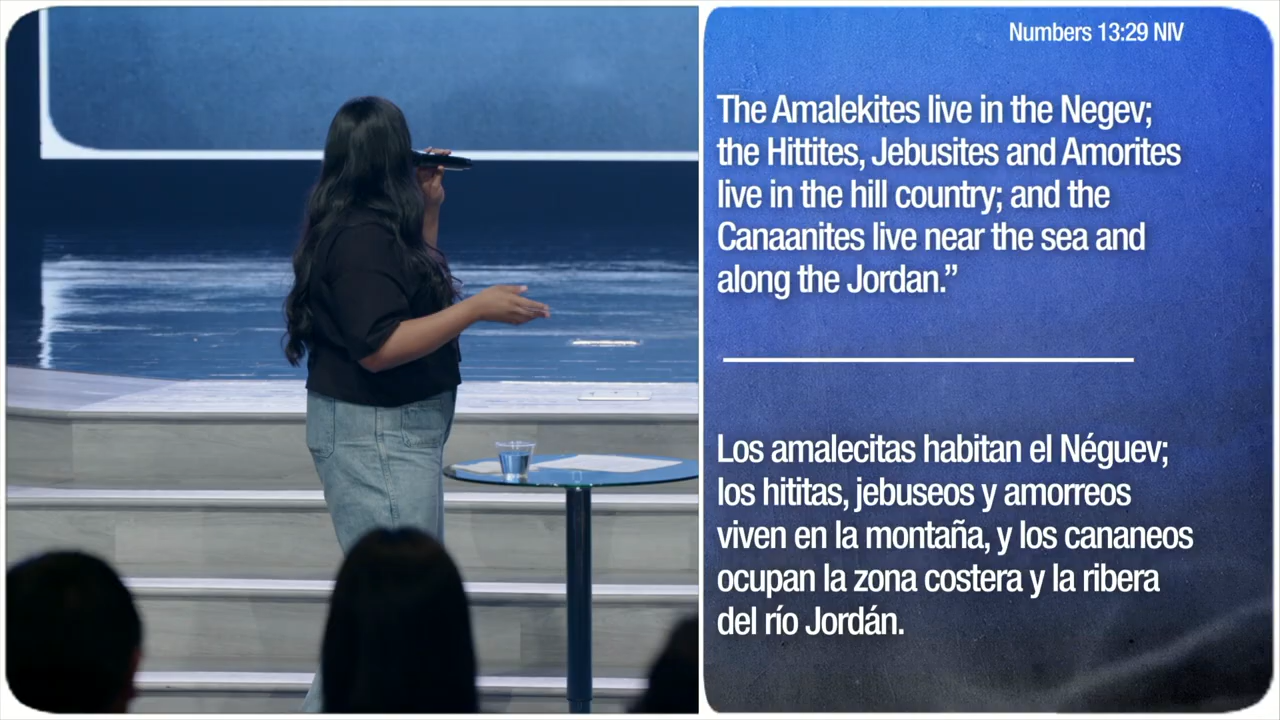 Numbers 13:29 NIV
The Amalekites live in the Negev;
the Hittites, Jebusites and Amorites
live in the hill country; and the
Canaanites live near the sea and
along the Jordan.”
Los amalecitas habitan el Néguev;
los hititas, jebuseos y amorreos
viven en la montaña, y los cananeos
ocupan la zona costera y la ribera
del río Jordán.